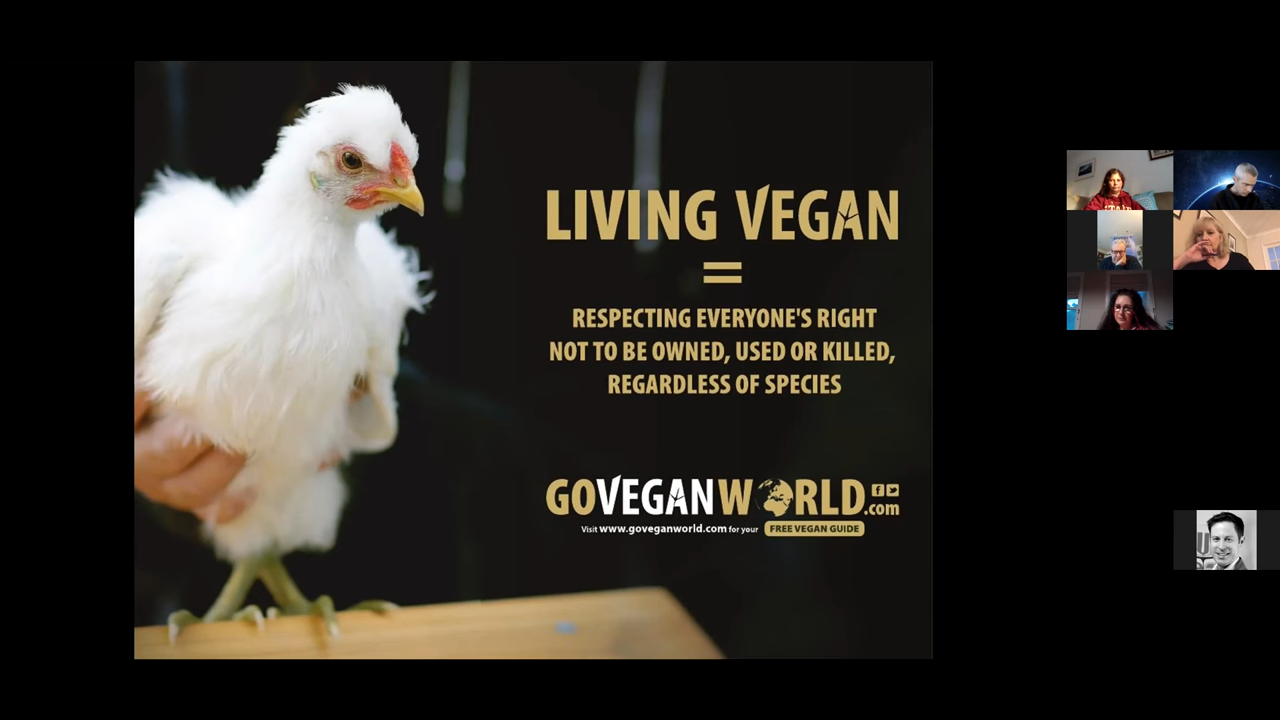 LIVING VEGAN
=
RESPECTING EVERYONE'S RIGHT
NOT TO BE OWNED, USED OR KILLED,
REGARDLESS OF SPECIES
GOVEGANWORLD.com
Visit www.goveganworld.com for your FREE VEGAN GUIDE